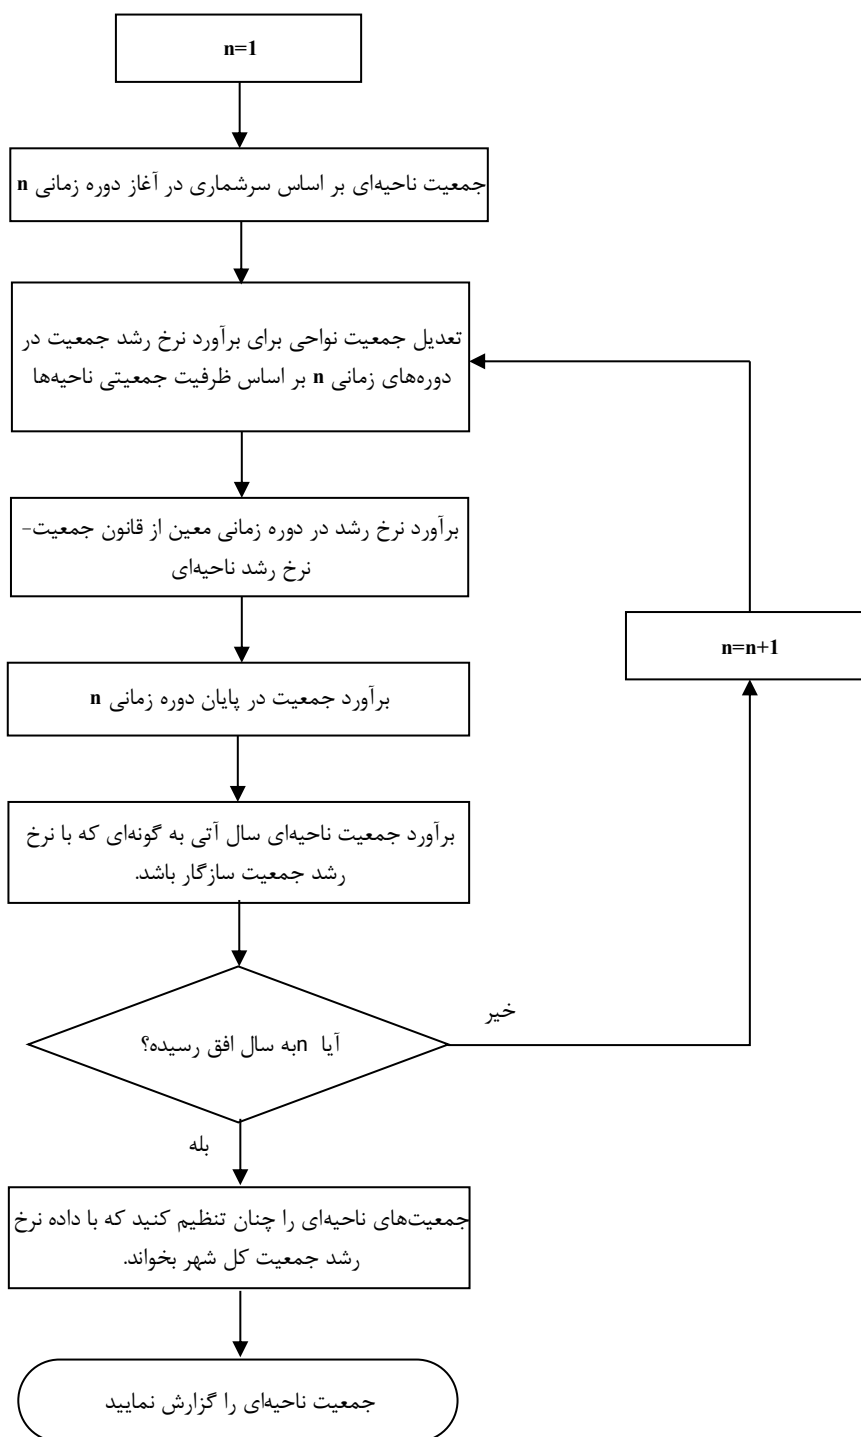 n=1
جمعیت ناحیه‌ای بر اساس سرشماری در آغاز دوره زمانی n
تعدیل جمعیت نواحی برای برآورد نرخ رشد جمعیت در
دوره‌های زمانی n بر اساس ظرفیت جمعیتی ناحیه‌ها
برآورد نرخ رشد در دوره زمانی معین از قانون جمعیت-
نرخ رشد ناحیه‌ای
n=n+1
برآورد جمعیت در پایان دوره زمانی n
برآورد جمعیت ناحیه‌ای سال آتی به گونه‌ای که با نرخ
رشد جمعیت سازگار باشد.
خیر
آیا nبه سال افق رسیده؟
بله
جمعیت‌های ناحیه‌ای را چنان تنظیم کنید که با داده نرخ
رشد جمعیت کل شهر بخواند.
جمعیت ناحیه‌ای را گزارش نمایید